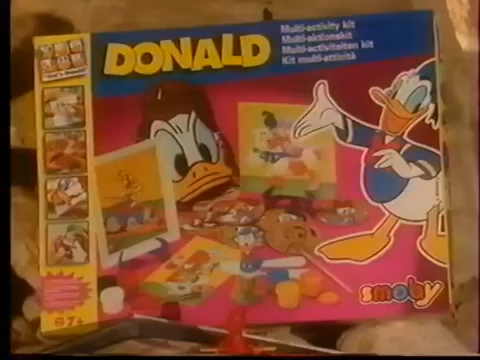 DONALD
Multi-activity kit
Multi-aktionskit
Multi-activiteiten kit
Kit multi-attività
smoby
7+